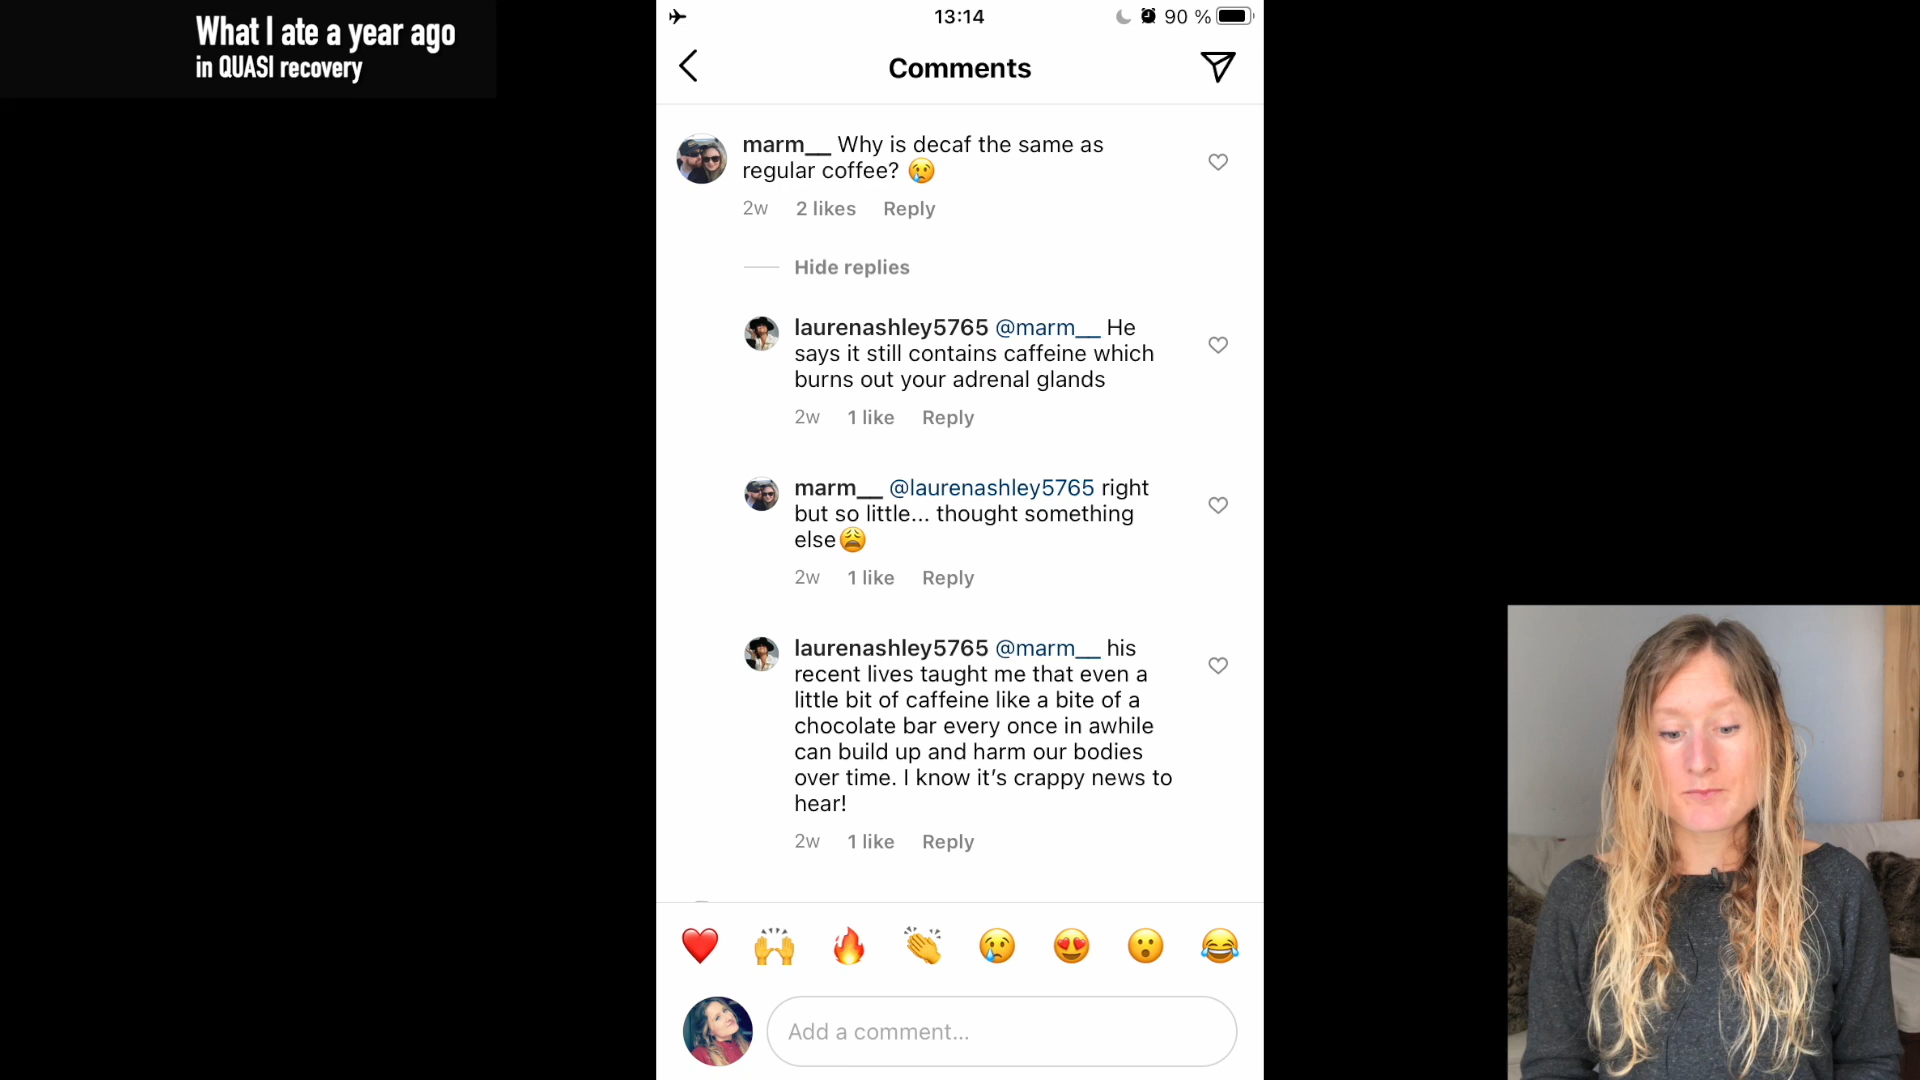 What I ate a year ago
in QUASI recovery
13:14
90 %
Comments
marm__ Why is decaf the same as
regular coffee? 😢
2w 2 likes Reply
Hide replies
laurenashley5765 @marm__ He
says it still contains caffeine which
burns out your adrenal glands
2w 1 like Reply
marm__ @laurenashley5765 right
but so little... thought something
else😩
2w 1 like Reply
laurenashley5765 @marm__ his
recent lives taught me that even a
little bit of caffeine like a bite of a
chocolate bar every once in awhile
can build up and harm our bodies
over time. I know it's crappy news to
hear!
2w 1 like Reply
Add a comment...